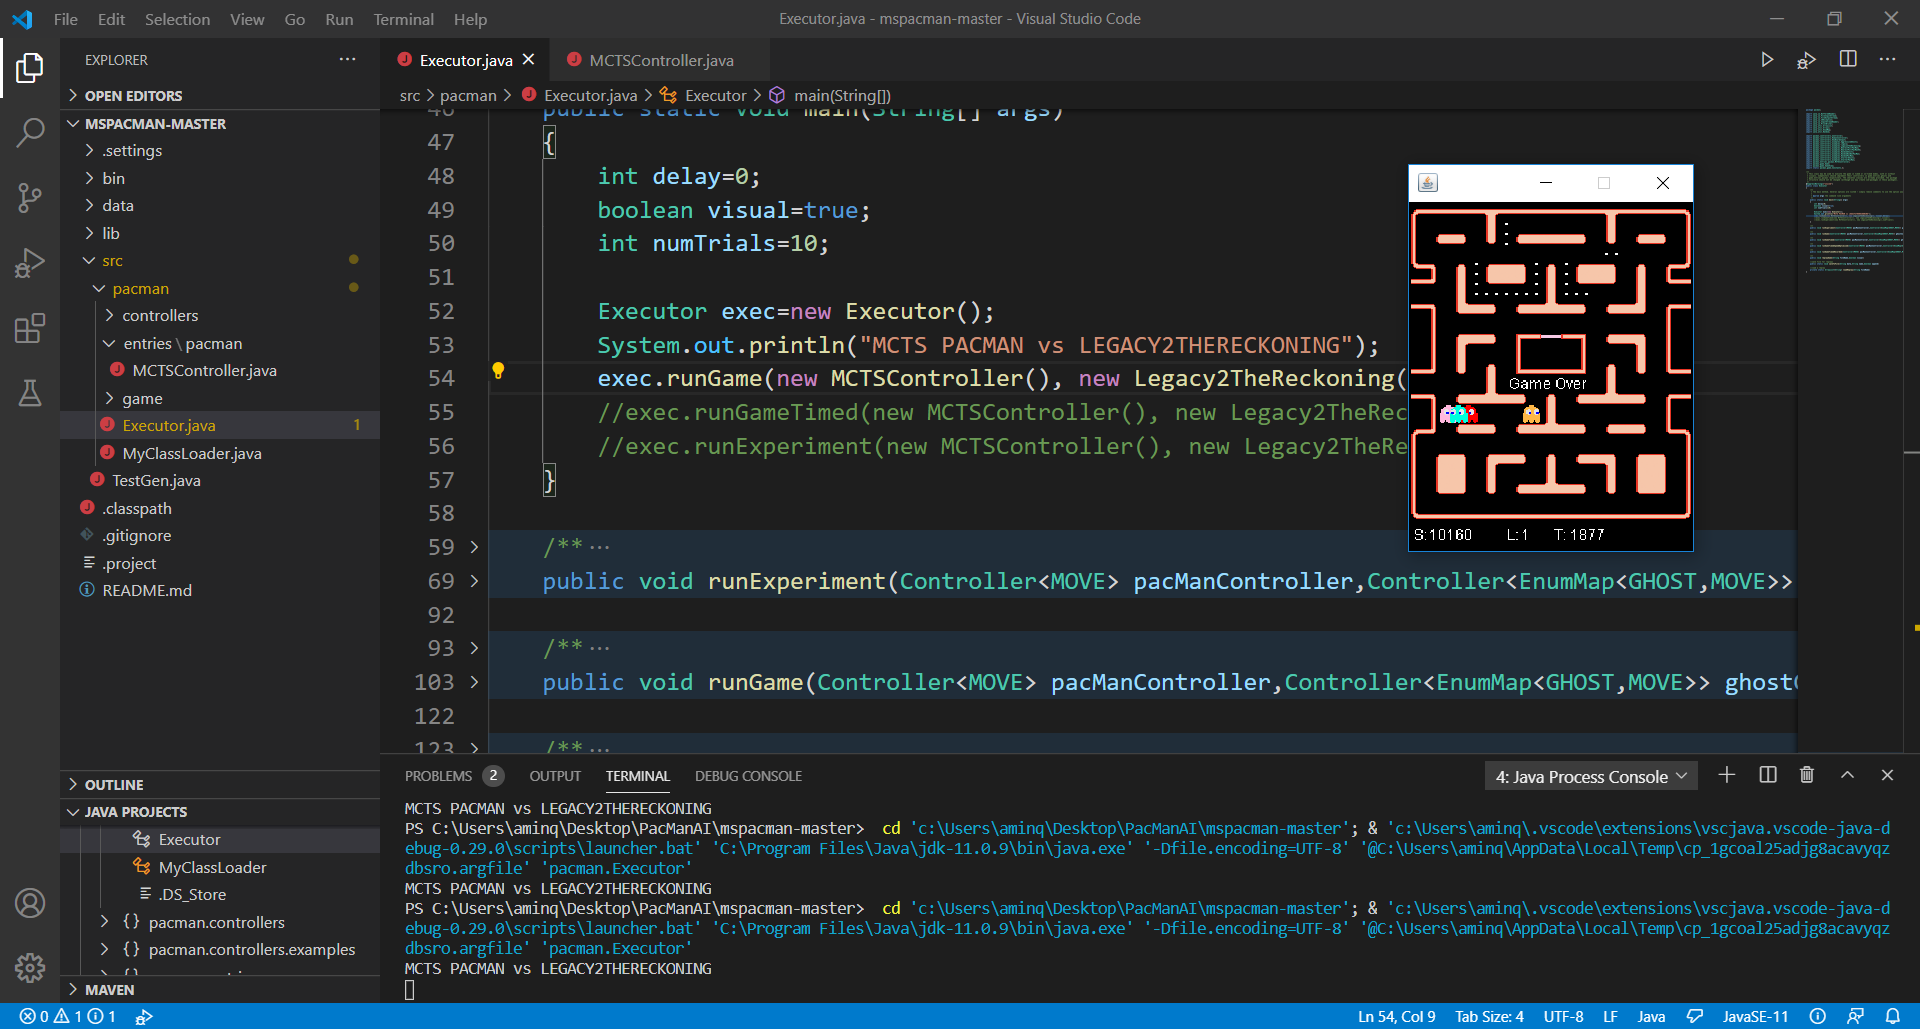 File Edit Selection View Go Run Terminal Help
Executor.java - mspacman-master - Visual Studio Code
EXPLORER
OPEN EDITORS
MSPACMAN-MASTER
.settings
bin
data
lib
src
pacman
controllers
entries \ pacman
MCTSController.java
game
Executor.java 1
MyClassLoader.java
TestGen.java
.classpath
.gitignore
.project
README.md
OUTLINE
JAVA PROJECTS
Executor
MyClassLoader
.DS_Store
{} pacman.controllers
{} pacman.controllers.examples
MAVEN
Executor.java
MCTSController.java
src > pacman > Executor.java > Executor > main(String[])
46 public static void main(String[] args)
47 {
48 int delay=0;
49 boolean visual=true;
50 int numTrials=10;
51
52 Executor exec=new Executor();
53 System.out.println("MCTS PACMAN vs LEGACY2THERECKONING");
54 exec.runGame(new MCTSController(), new Legacy2TheReckoning(
55 //exec.runGameTimed(new MCTSController(), new Legacy2TheRec
56 //exec.runExperiment(new MCTSController(), new Legacy2TheRe
57 }
58
59 /** ···
69 public void runExperiment(Controller<MOVE> pacManController,Controller<EnumMap<GHOST,MOVE>>
92
93 /** ···
103 public void runGame(Controller<MOVE> pacManController,Controller<EnumMap<GHOST,MOVE>> ghost
122
123 /** ···
Game Over
S:10160 L:1 T:1877
PROBLEMS 2 OUTPUT TERMINAL DEBUG CONSOLE
4: Java Process Console
MCTS PACMAN vs LEGACY2THERECKONING
PS C:\Users\aminq\Desktop\PacManAI\mspacman-master> cd 'c:\Users\aminq\Desktop\PacManAI\mspacman-master'; & 'c:\Users\aminq\.vscode\extensions\vscjava.vscode-java-d
ebug-0.29.0\scripts\launcher.bat' 'C:\Program Files\Java\jdk-11.0.9\bin\java.exe' '-Dfile.encoding=UTF-8' '@C:\Users\aminq\AppData\Local\Temp\cp_1gcoal25adjg8acavyqz
dbsro.argfile' 'pacman.Executor'
MCTS PACMAN vs LEGACY2THERECKONING
PS C:\Users\aminq\Desktop\PacManAI\mspacman-master> cd 'c:\Users\aminq\Desktop\PacManAI\mspacman-master'; & 'c:\Users\aminq\.vscode\extensions\vscjava.vscode-java-d
ebug-0.29.0\scripts\launcher.bat' 'C:\Program Files\Java\jdk-11.0.9\bin\java.exe' '-Dfile.encoding=UTF-8' '@C:\Users\aminq\AppData\Local\Temp\cp_1gcoal25adjg8acavyqz
dbsro.argfile' 'pacman.Executor'
MCTS PACMAN vs LEGACY2THERECKONING
0 1 1
Ln 54, Col 9 Tab Size: 4 UTF-8 LF Java JavaSE-11